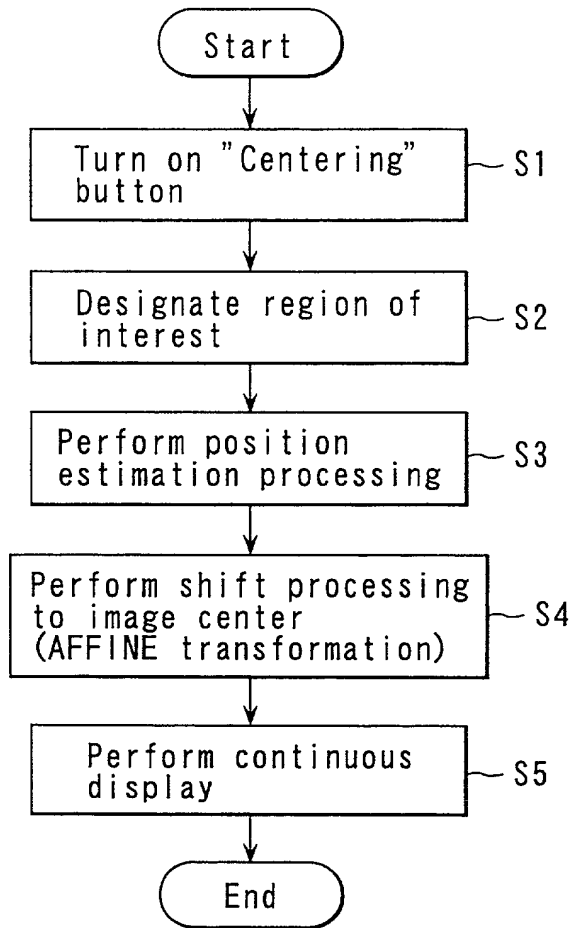 Start
Turn on "Centering"
button
S1
Designate region of
interest
S2
Perform position
estimation processing
S3
Perform shift processing
to image center
(AFFINE transformation)
S4
Perform continuous
display
S5
End